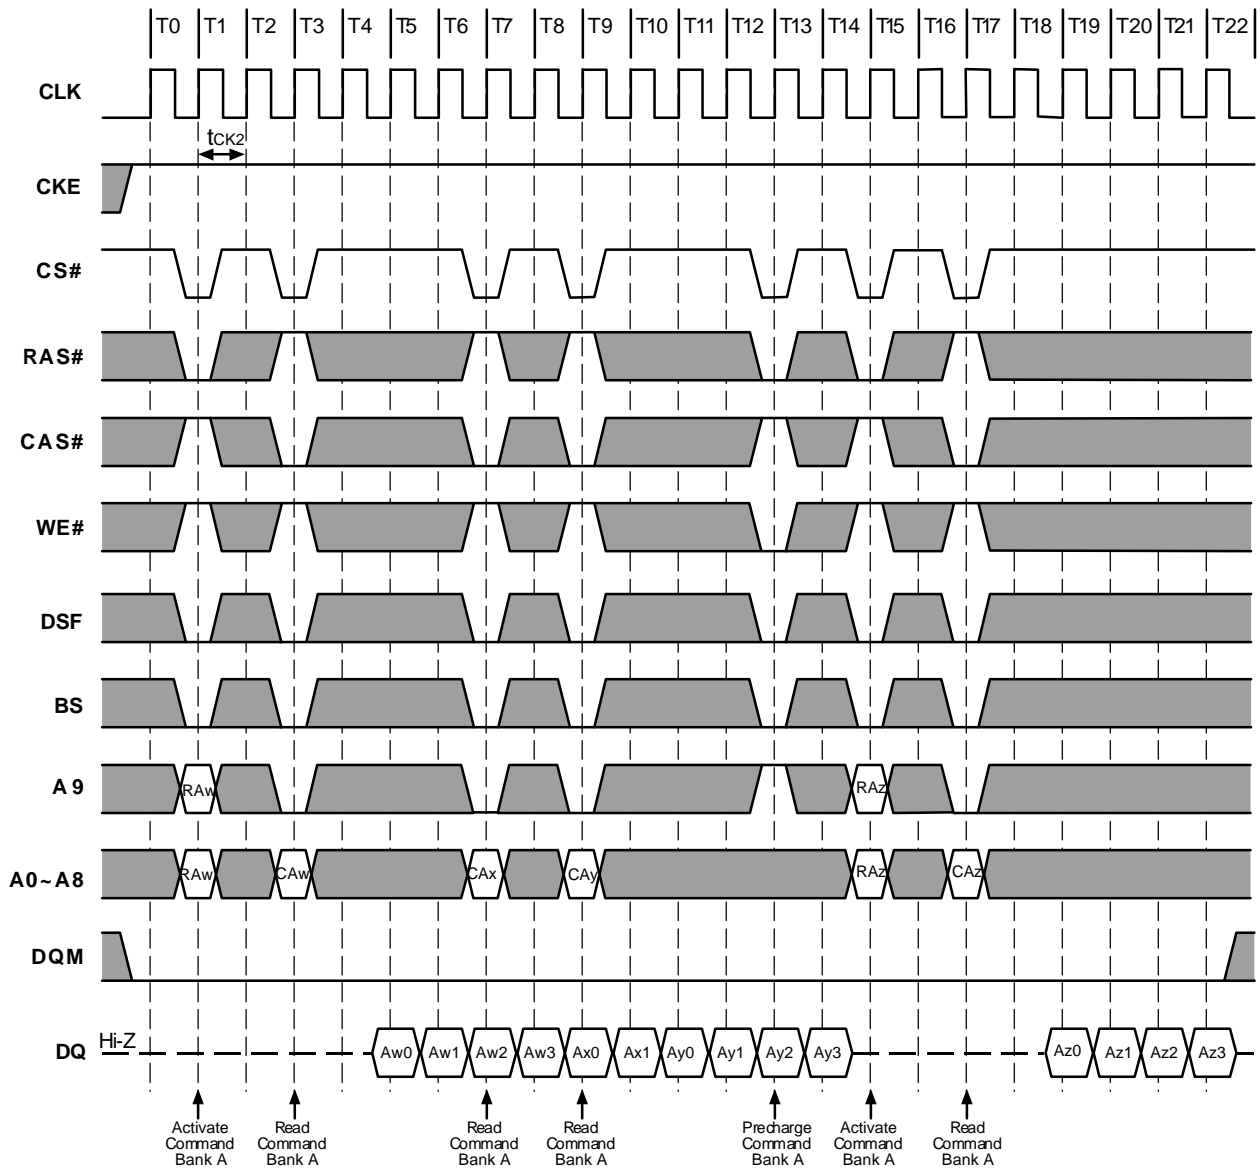 T0 T1 T2 T3 T4 T5 T6 T7 T8 T9 T10 T11 T12 T13 T14 T15 T16 T17 T18 T19 T20 T21 T22
CLK
tCK2
CKE
CS#
RAS#
CAS#
WE#
DSF
BS
A9 RAw RAz
A0~A8 RAw CAw CAx CAy RAz CAz
DQM
DQ Hi-Z Aw0 Aw1 Aw2 Aw3 Ax0 Ax1 Ay0 Ay1 Ay2 Ay3 Az0 Az1 Az2 Az3
Activate
Command
Bank A
Read
Command
Bank A
Read
Command
Bank A
Read
Command
Bank A
Precharge
Command
Bank A
Activate
Command
Bank A
Read
Command
Bank A